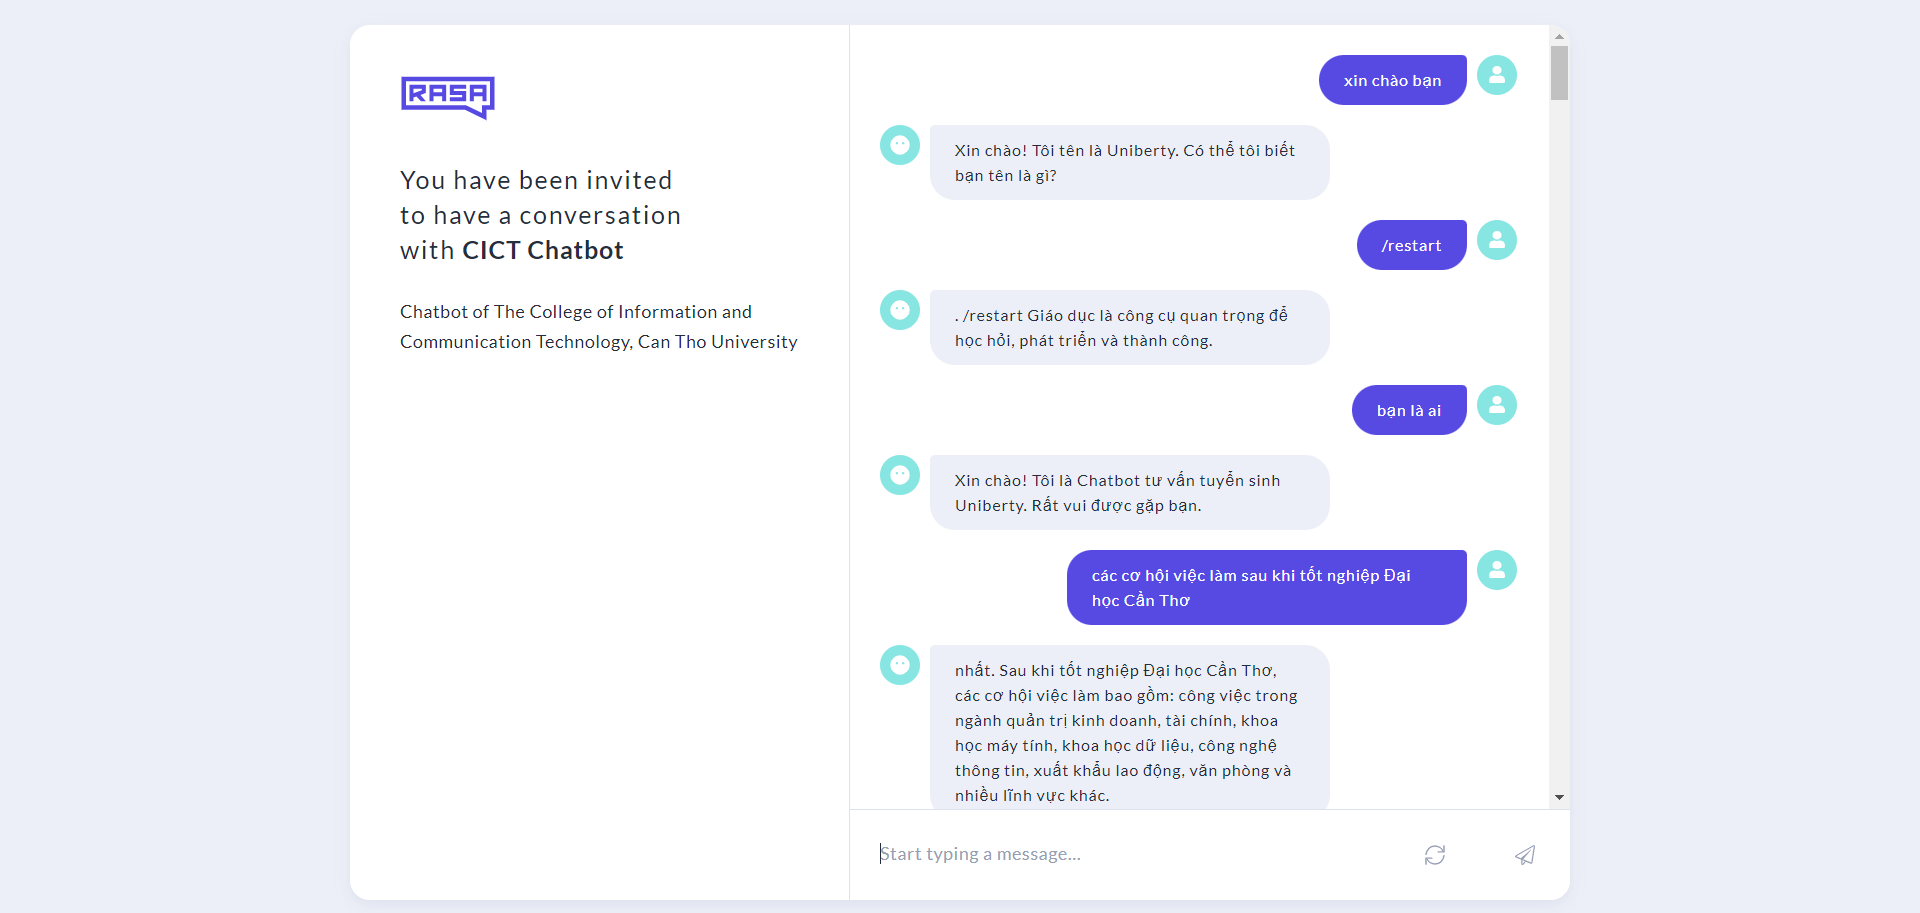 RASA
You have been invited
to have a conversation
with CICT Chatbot
Chatbot of The College of Information and
Communication Technology, Can Tho University
xin chào bạn
Xin chào! Tôi tên là Uniberty. Có thể tôi biết
bạn tên là gì?
/restart
. /restart Giáo dục là công cụ quan trọng để
học hỏi, phát triển và thành công.
bạn là ai
Xin chào! Tôi là Chatbot tư vấn tuyển sinh
Uniberty. Rất vui được gặp bạn.
các cơ hội việc làm sau khi tốt nghiệp Đại
học Cần Thơ
nhất. Sau khi tốt nghiệp Đại học Cần Thơ,
các cơ hội việc làm bao gồm: công việc trong
ngành quản trị kinh doanh, tài chính, khoa
học máy tính, khoa học dữ liệu, công nghệ
thông tin, xuất khẩu lao động, văn phòng và
nhiều lĩnh vực khác.
Start typing a message...